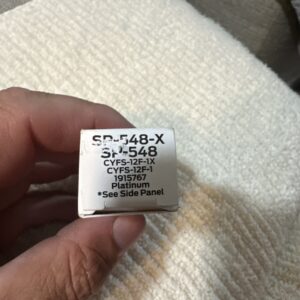 SP-548-X
SP-548
CYFS-12F-1X
CYFS-12F-1
1915767
Platinum
*See Side Panel